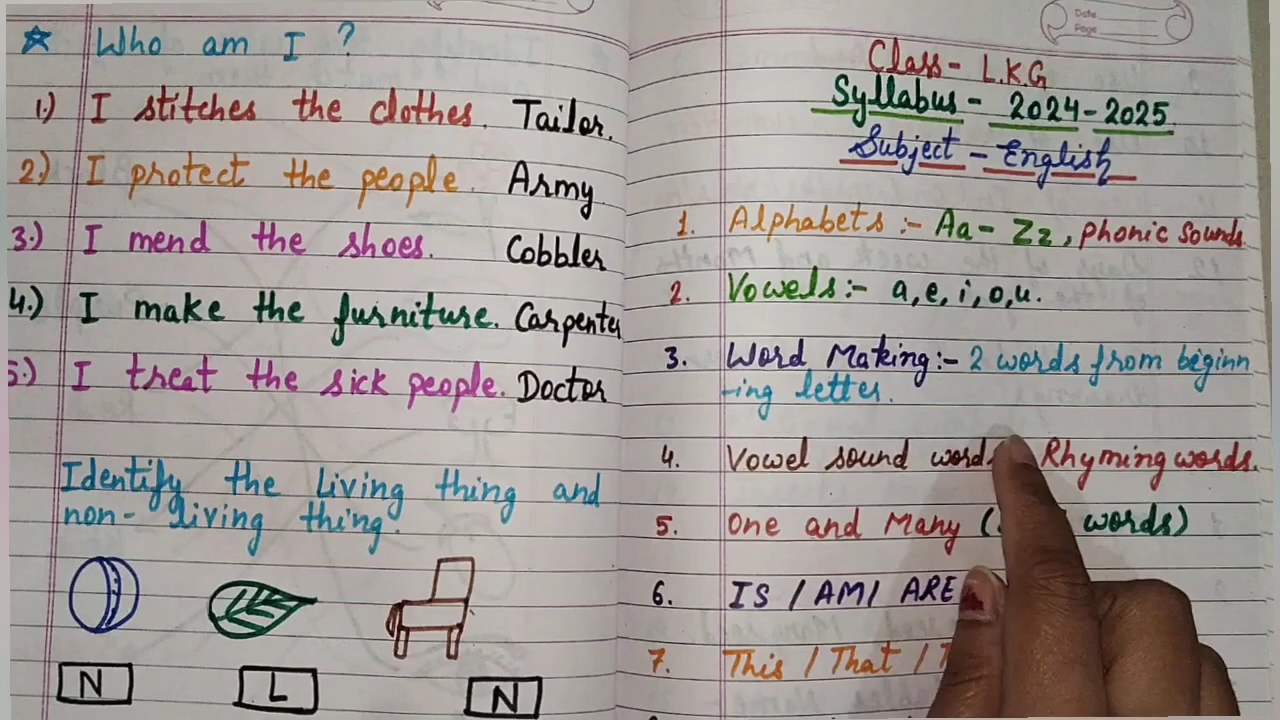 ☆ Who am I ?
1.) I stitches the clothes. Tailor.
2) I protect the people. Army
3.) I mend the shoes. Cobbler
4.) I make the furniture. Carpenter
5.) I treat the sick people. Doctor
Identify the living thing and
non- living thing.
N L N
Date
Page
Class- L.K.G
Syllabus - 2024-2025
Subject - English
1. Alphabets :- Aa- Zz, phonic sounds
2. Vowels:- a, e, i, o, u.
3. Word Making:- 2 words from beginn
-ing letter.
4. Vowel sound words Rhyming words.
5. One and Many ( words)
6. IS / AM / ARE
7. This / That /